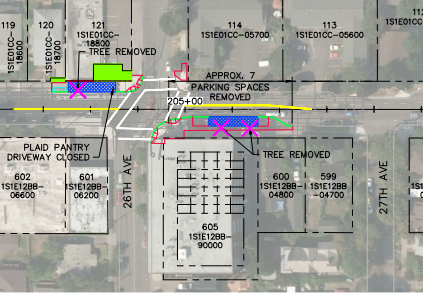 119
1S1E01CC-
18600
120
1S1E01CC-
18700
121
1S1E01CC-
18800
TREE REMOVED
114
1S1E01CC-05700
113
1S1E01CC-05600
1S1E01CC-
APPROX. 7
PARKING SPACES
REMOVED
205+00
PLAID PANTRY
DRIVEWAY CLOSED
TREE REMOVED
602
1S1E12BB-
06600
601
1S1E12BB-
06200
26TH AVE
605
1S1E12BB-
90000
600
1S1E12BB-
04800
599
1S1E12BB-
-04700
27TH AVE